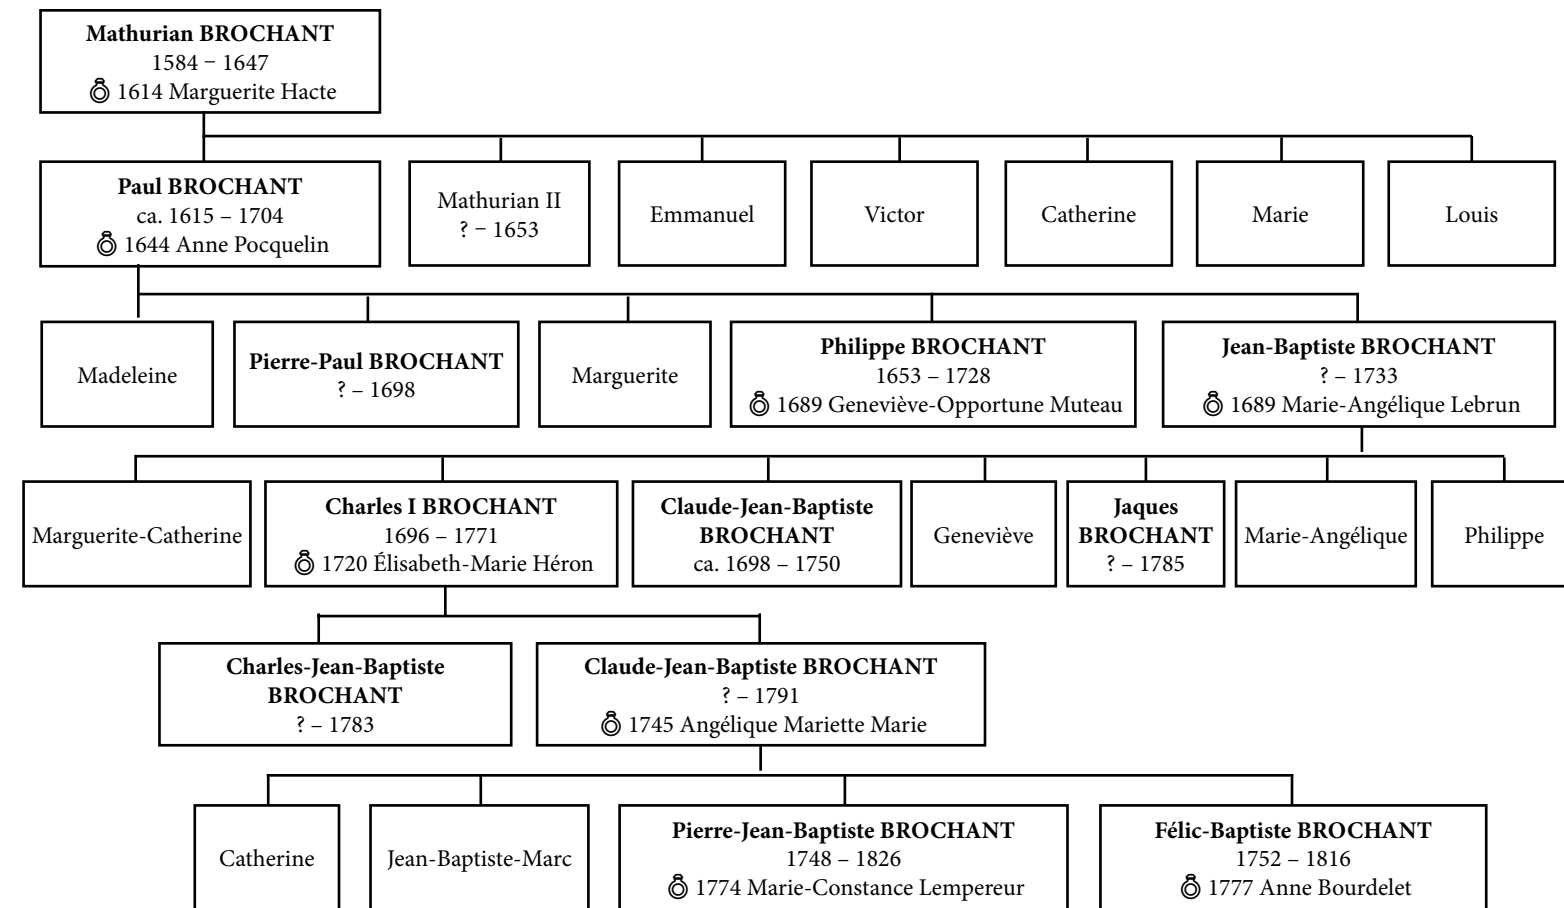 Mathurian BROCHANT
1584 – 1647
1614 Marguerite Hacte
Paul BROCHANT
ca. 1615 – 1704
1644 Anne Pocquelin
Mathurian II
? – 1653
Emmanuel
Victor
Catherine
Marie
Louis
Madeleine
Pierre-Paul BROCHANT
? – 1698
Marguerite
Philippe BROCHANT
1653 – 1728
1689 Geneviève-Opportune Muteau
Jean-Baptiste BROCHANT
? – 1733
1689 Marie-Angélique Lebrun
Marguerite-Catherine
Charles I BROCHANT
1696 – 1771
1720 Élisabeth-Marie Héron
Claude-Jean-Baptiste
BROCHANT
ca. 1698 – 1750
Geneviève
Jaques
BROCHANT
? – 1785
Marie-Angélique
Philippe
Charles-Jean-Baptiste
BROCHANT
? – 1783
Claude-Jean-Baptiste BROCHANT
? – 1791
1745 Angélique Mariette Marie
Catherine
Jean-Baptiste-Marc
Pierre-Jean-Baptiste BROCHANT
1748 – 1826
1774 Marie-Constance Lempereur
Félic-Baptiste BROCHANT
1752 – 1816
1777 Anne Bourdelet